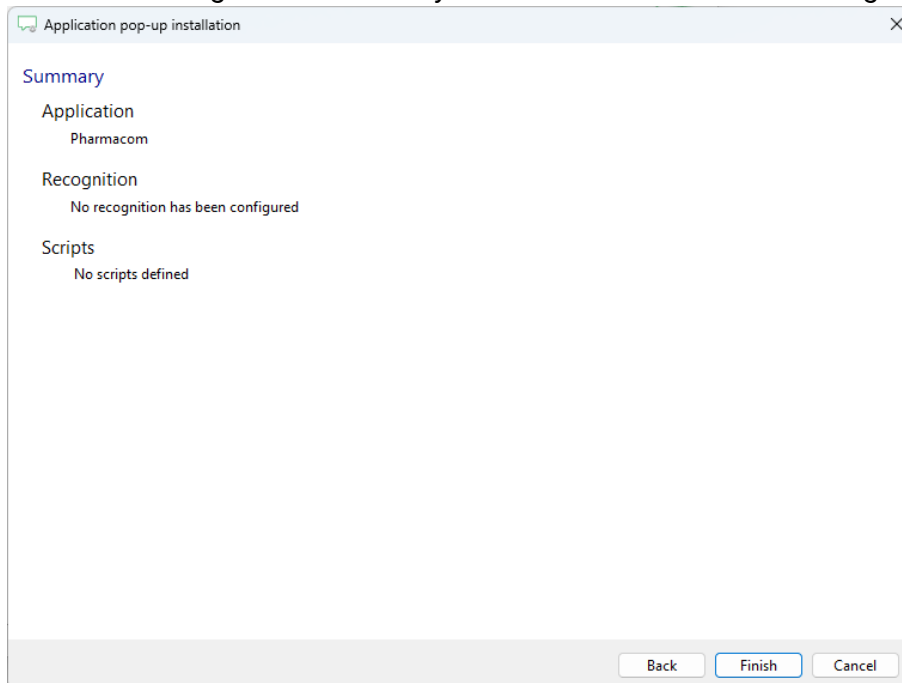 Application pop-up installation
Summary
Application
Pharmacom
Recognition
No recognition has been configured
Scripts
No scripts defined
Back Finish Cancel